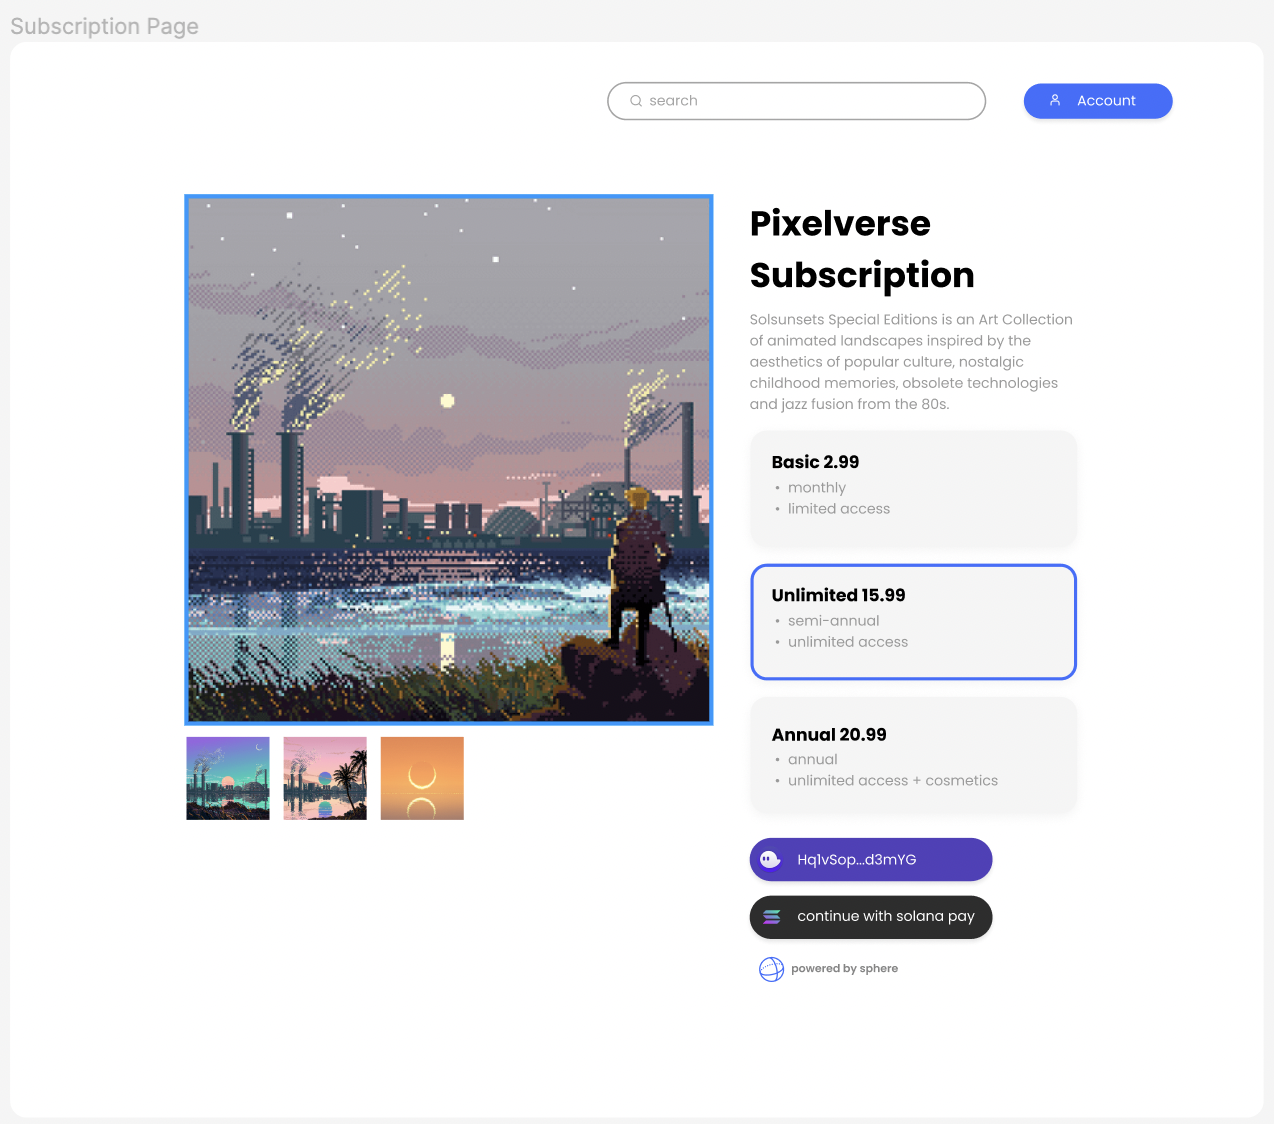 Subscription Page
search
Account
Pixelverse
Subscription
Solsunsets Special Editions is an Art Collection
of animated landscapes inspired by the
aesthetics of popular culture, nostalgic
childhood memories, obsolete technologies
and jazz fusion from the 80s.
Basic 2.99
• monthly
• limited access
Unlimited 15.99
• semi-annual
• unlimited access
Annual 20.99
• annual
• unlimited access + cosmetics
Hq1vSop...d3mYG
continue with solana pay
powered by sphere